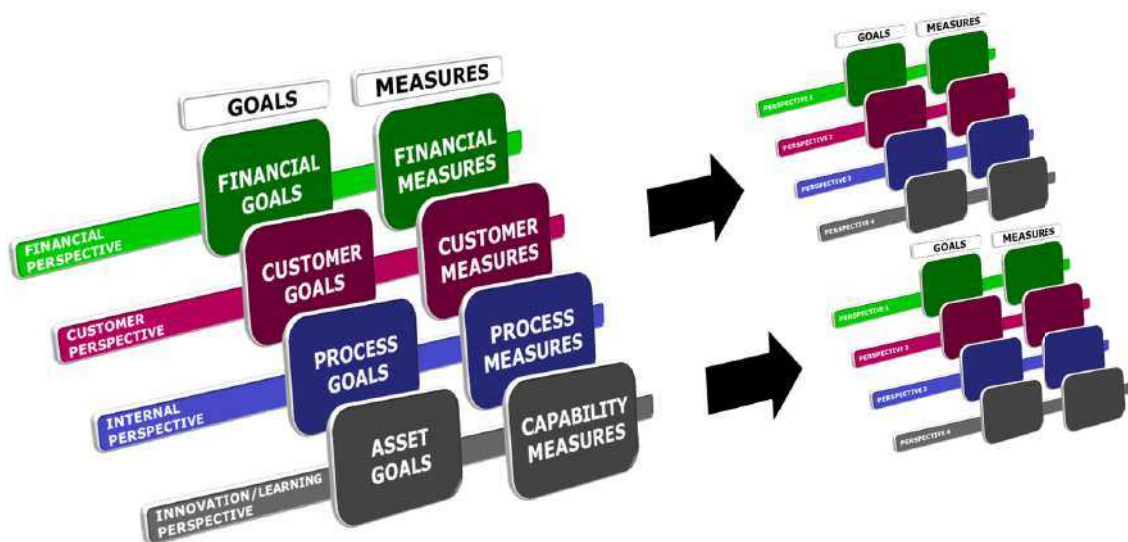 GOALS
MEASURES
FINANCIAL
GOALS
FINANCIAL
MEASURES
FINANCIAL
PERSPECTIVE
CUSTOMER
GOALS
CUSTOMER
MEASURES
CUSTOMER
PERSPECTIVE
PROCESS
GOALS
PROCESS
MEASURES
INTERNAL
PERSPECTIVE
ASSET
GOALS
CAPABILITY
MEASURES
INNOVATION/LEARNING
PERSPECTIVE
GOALS
MEASURES
PERSPECTIVE 1
PERSPECTIVE 2
PERSPECTIVE 3
PERSPECTIVE 4
GOALS
MEASURES
PERSPECTIVE 1
PERSPECTIVE 2
PERSPECTIVE 3
PERSPECTIVE 4